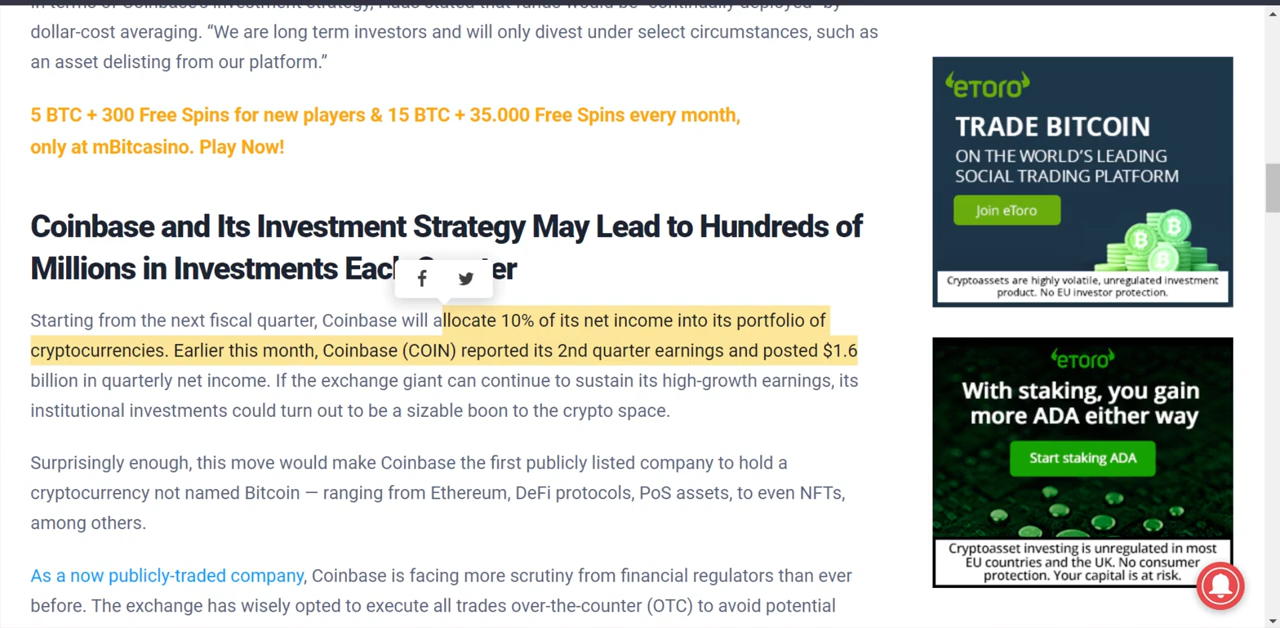 dollar-cost averaging. “We are long term investors and will only divest under select circumstances, such as
an asset delisting from our platform.”
5 BTC + 300 Free Spins for new players & 15 BTC + 35.000 Free Spins every month,
only at mBitcasino. Play Now!
Coinbase and Its Investment Strategy May Lead to Hundreds of
Millions in Investments Each Quarter
Starting from the next fiscal quarter, Coinbase will allocate 10% of its net income into its portfolio of
cryptocurrencies. Earlier this month, Coinbase (COIN) reported its 2nd quarter earnings and posted $1.6
billion in quarterly net income. If the exchange giant can continue to sustain its high-growth earnings, its
institutional investments could turn out to be a sizable boon to the crypto space.
Surprisingly enough, this move would make Coinbase the first publicly listed company to hold a
cryptocurrency not named Bitcoin — ranging from Ethereum, DeFi protocols, PoS assets, to even NFTs,
among others.
As a now publicly-traded company, Coinbase is facing more scrutiny from financial regulators than ever
before. The exchange has wisely opted to execute all trades over-the-counter (OTC) to avoid potential
eToro
TRADE BITCOIN
ON THE WORLD’S LEADING
SOCIAL TRADING PLATFORM
Join eToro
Cryptoassets are highly volatile, unregulated investment
product. No EU investor protection.
eToro
With staking, you gain
more ADA either way
Start staking ADA
Cryptoasset investing is unregulated in most
EU countries and the UK. No consumer
protection. Your capital is at risk.